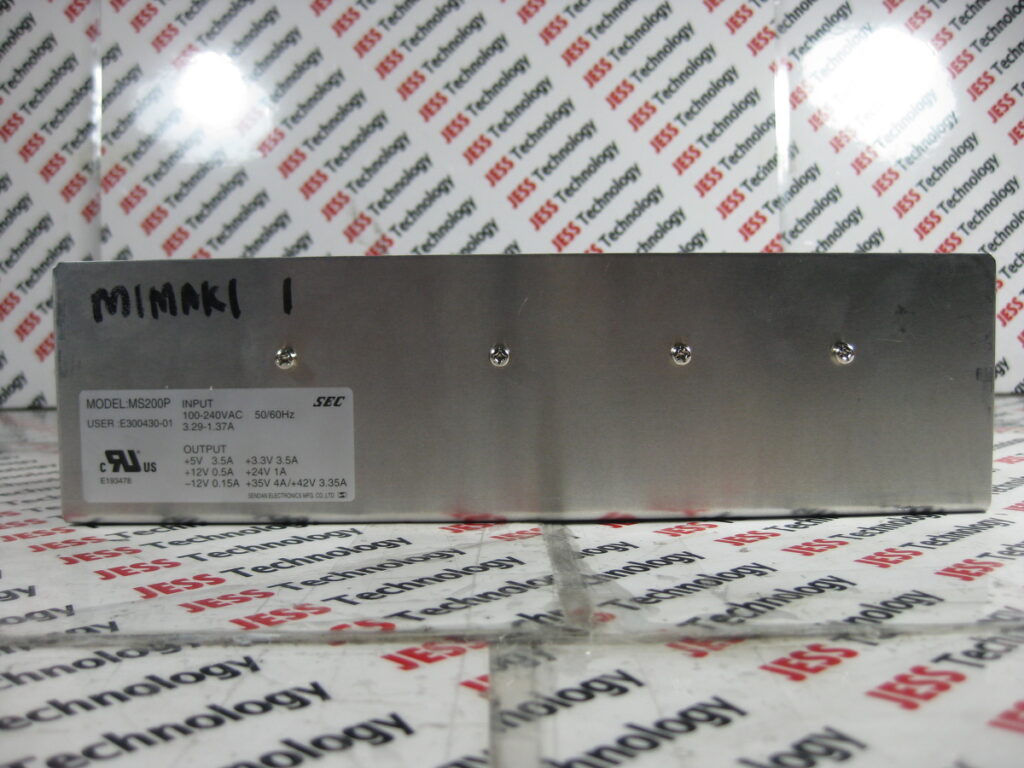 MIMAKI 1
MODEL:MS200P INPUT SEC
100-240VAC 50/60Hz
USER :E300430-01 3.29-1.37A
OUTPUT
+5V 3.5A +3.3V 3.5A
+12V 0.5A +24V 1A
−12V 0.15A +35V 4A/+42V 3.35A
C RU US
E193478
SENDAN ELECTRONICS MFG. CO.,LTD
JESS Technology